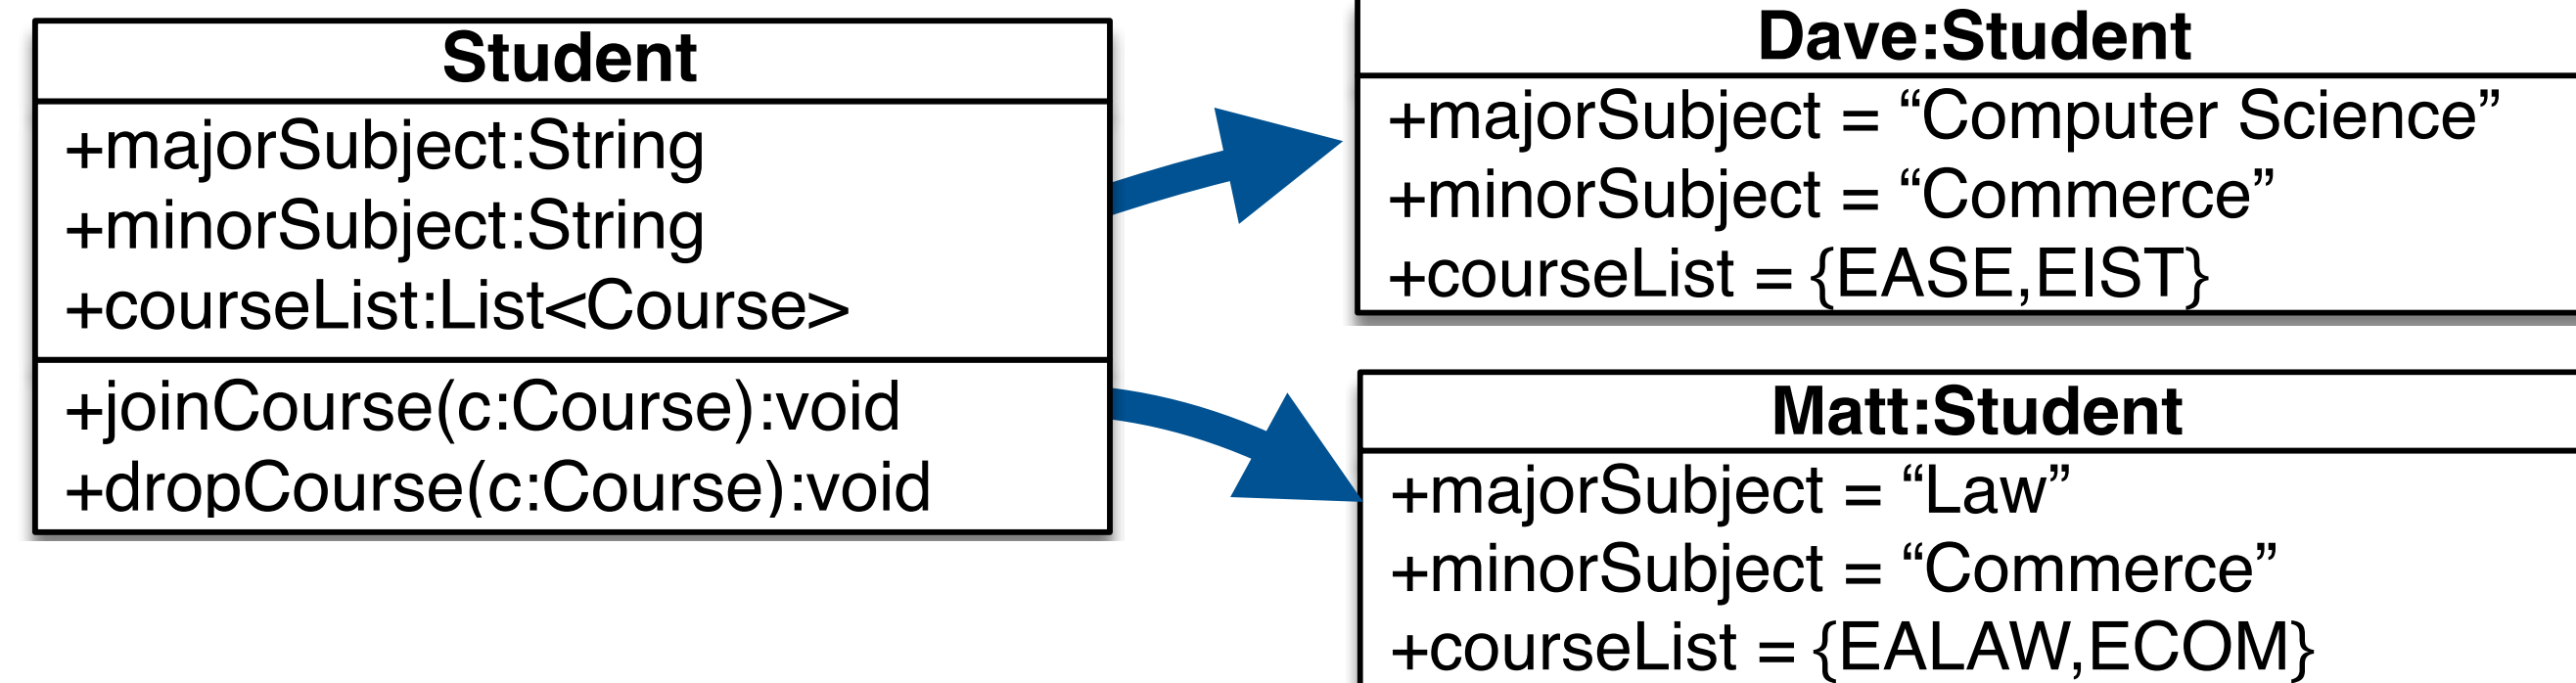 Student
+majorSubject:String
+minorSubject:String
+courseList:List<Course>
+joinCourse(c:Course):void
+dropCourse(c:Course):void
Dave:Student
+majorSubject = “Computer Science”
+minorSubject = “Commerce”
+courseList = {EASE,EIST}
Matt:Student
+majorSubject = “Law”
+minorSubject = “Commerce”
+courseList = {EALAW,ECOM}